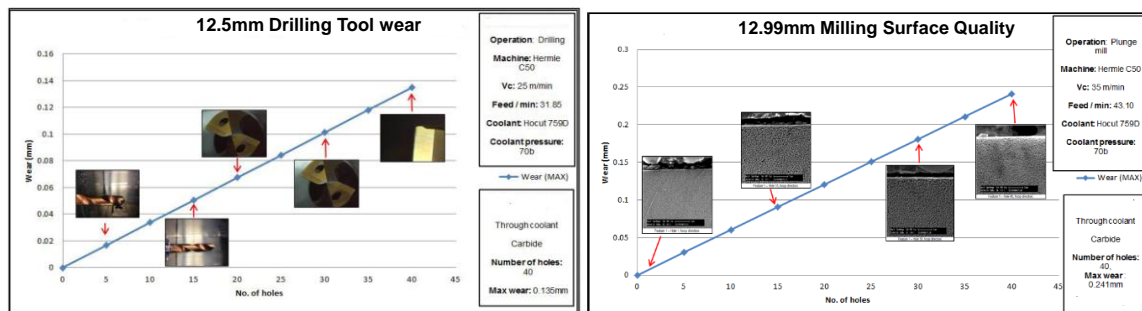 12.5mm Drilling Tool wear
0.16
0.14
0.12
0.1
0.08
0.06
0.04
0.02
0
Wear (mm)
0 5 10 15 20 25 30 35 40 45
No. of holes
Operation: Drilling
Machine: Hermle
C50
Vc: 25 m/min
Feed / min: 31.85
Coolant: Hocut 759D
Coolant pressure:
70b
Wear (MAX)
Through coolant
Carbide
Number of holes:
40
Max wear: 0.135mm
12.99mm Milling Surface Quality
0.3
0.25
0.2
0.15
0.1
0.05
0
Wear (mm)
0 5 10 15 20 25 30 35 40 45
No. of holes
Operation: Plunge
mill
Machine: Hermle C50
Vc: 35 m/min
Feed / min: 43.10
Coolant: Hocut 759D
Coolant pressure:
70b
Wear (MAX)
Through coolant
Carbide
Number of holes:
40,
Max wear:
0.241mm